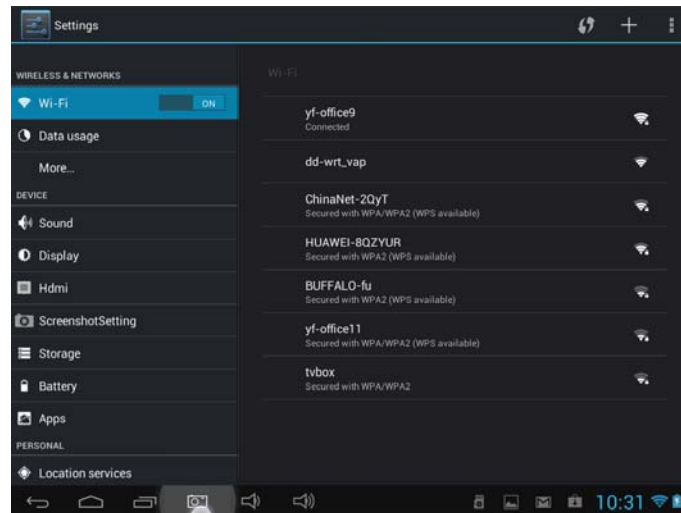 Settings
WIRELESS & NETWORKS
Wi-Fi
ON
Data usage
More...
DEVICE
Sound
Display
Hdmi
ScreenshotSetting
Storage
Battery
Apps
PERSONAL
Location services
Wi-Fi
yf-office9
Connected
dd-wrt_vap
ChinaNet-2QyT
Secured with WPA/WPA2 (WPS available)
HUAWEI-8QZYUR
Secured with WPA2 (WPS available)
BUFFALO-fu
Secured with WPA2 (WPS available)
yf-office11
Secured with WPA/WPA2 (WPS available)
tvbox
Secured with WPA/WPA2
10:31